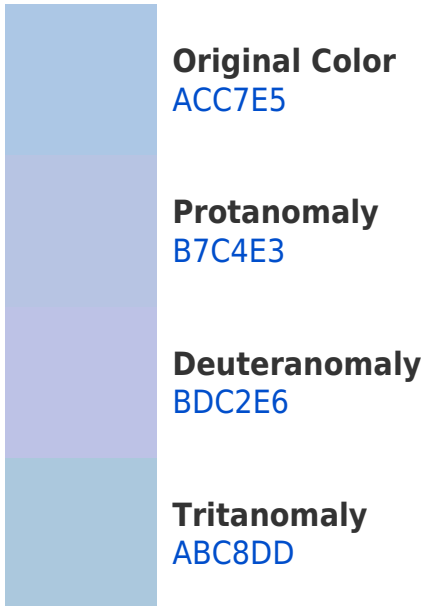 Original Color
ACC7E5
Protanomaly
B7C4E3
Deuteranomaly
BDC2E6
Tritanomaly
ABC8DD